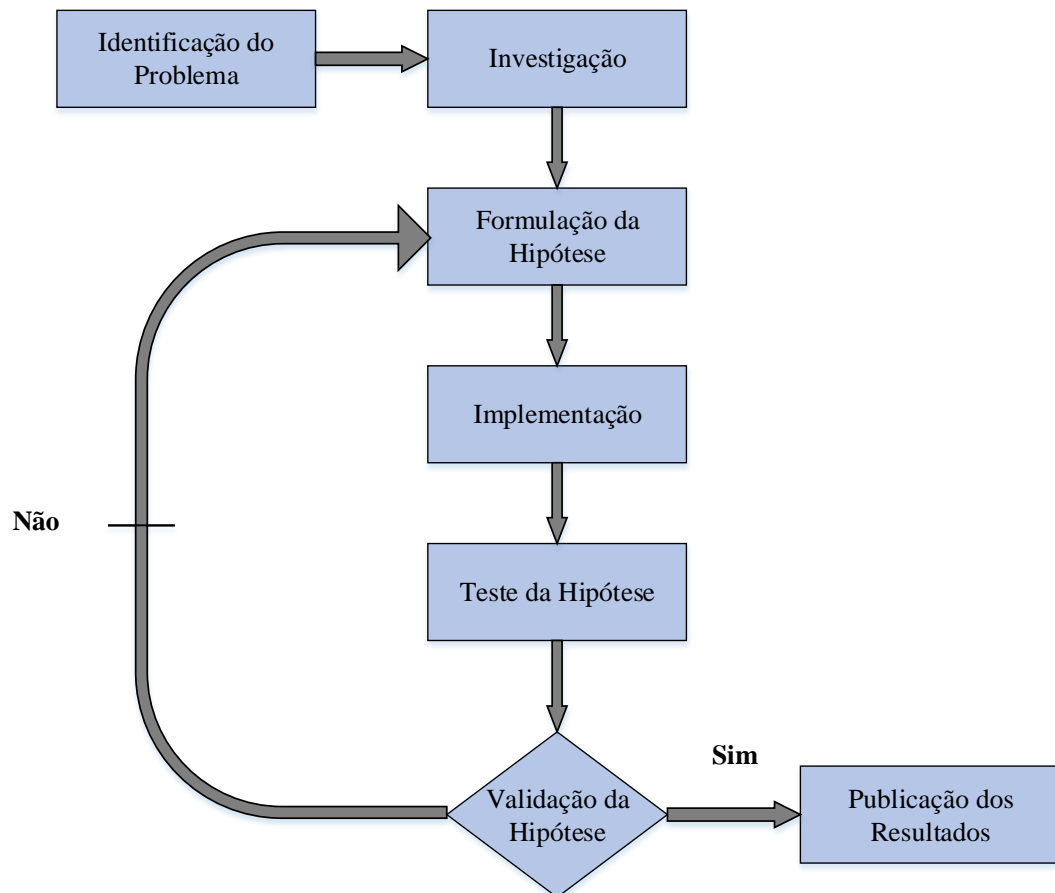 Identificação do
Problema
Investigação
Formulação da
Hipótese
Implementação
Não
Teste da Hipótese
Sim
Validação da
Hipótese
Publicação dos
Resultados